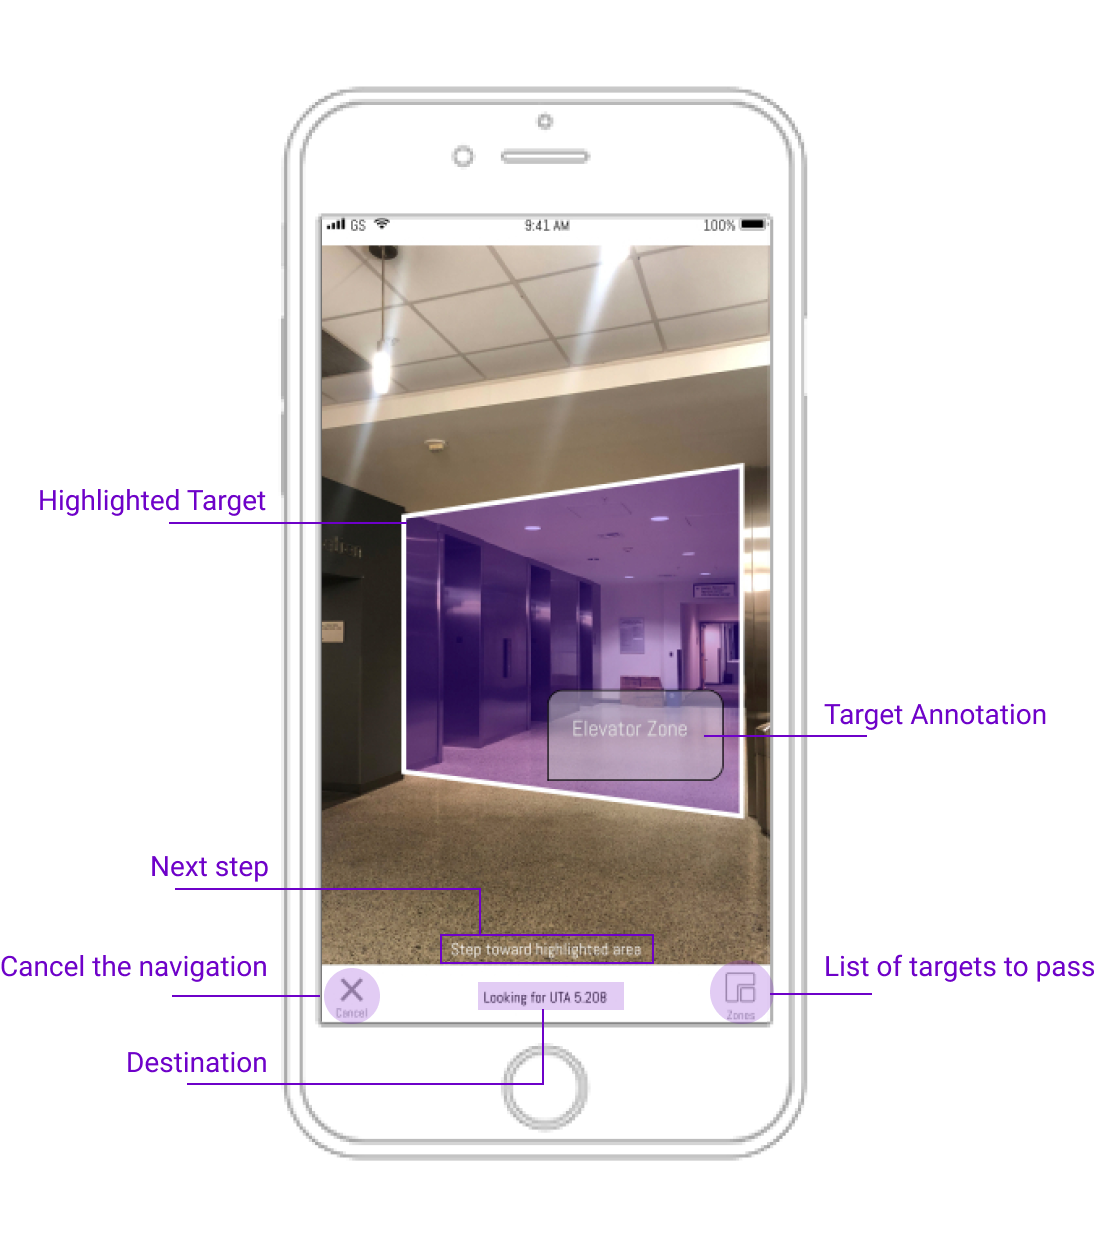 GS 9:41 AM 100%
Highlighted Target
Elevator Zone
Target Annotation
Next step
Step toward highlighted area
Cancel the navigation
List of targets to pass
Looking for UTA 5.208
Cancel
Zones
Destination